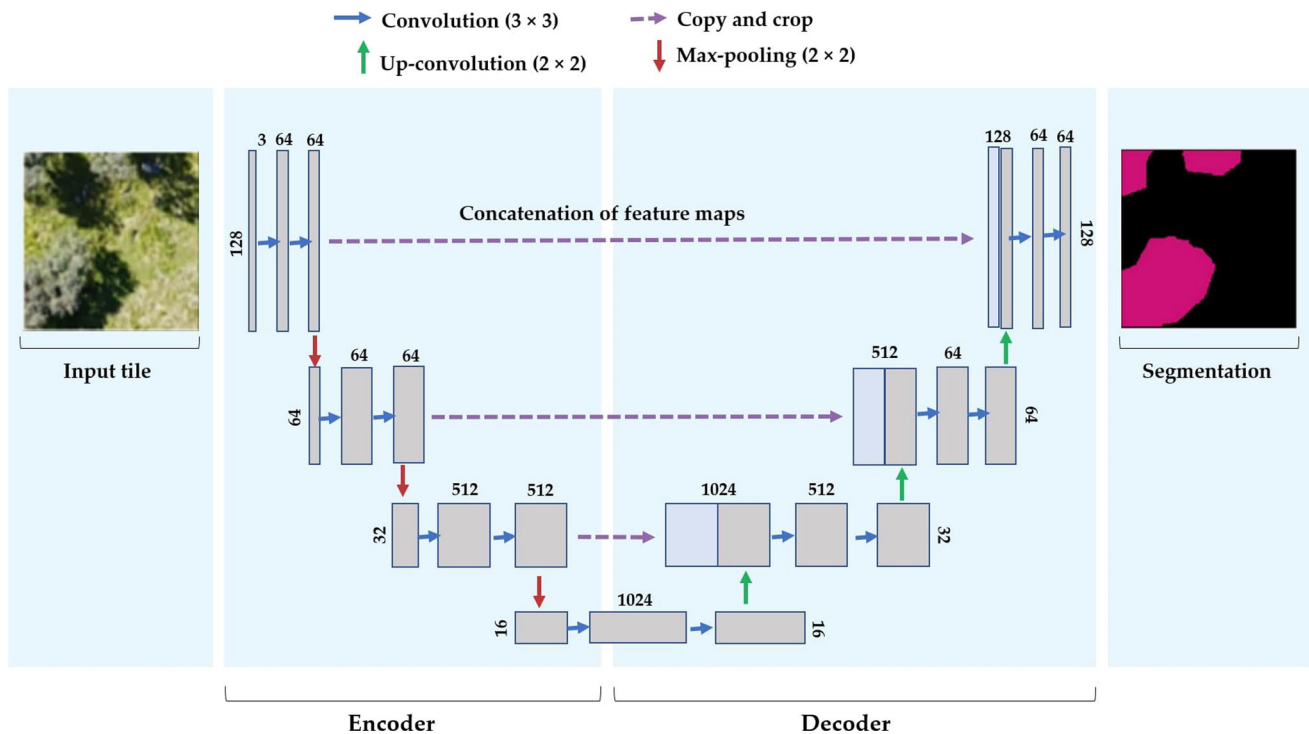 Convolution (3 × 3)
Copy and crop
Up-convolution (2 × 2)
Max-pooling (2 × 2)
3 64 64
128 64 64
128
Concatenation of feature maps
128
Input tile
Segmentation
64 64
512 64
64
64
512 512
1024 512
32
32
1024
16
16
Encoder
Decoder